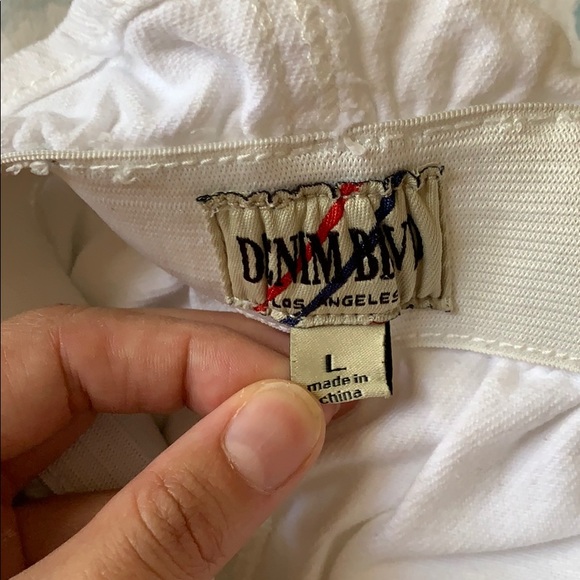 DENIM BLVD
LOS ANGELES
L
made in
china